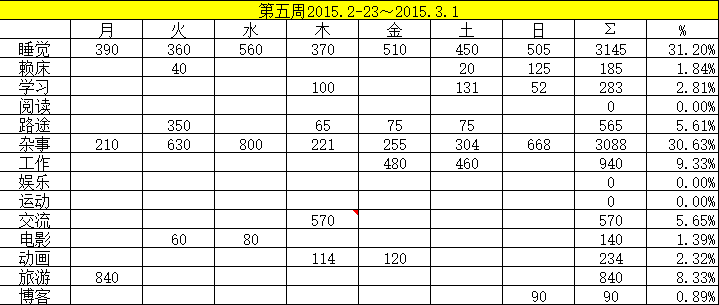 第五周2015.2-23～2015.3.1
月 火 水 木 金 土 日 Σ %
睡觉 390 360 560 370 510 450 505 3145 31.20%
赖床 40 20 125 185 1.84%
学习 100 131 52 283 2.81%
阅读 0 0.00%
路途 350 65 75 75 565 5.61%
杂事 210 630 800 221 255 304 668 3088 30.63%
工作 480 460 940 9.33%
娱乐 0 0.00%
运动 0 0.00%
交流 570 570 5.65%
电影 60 80 140 1.39%
动画 114 120 234 2.32%
旅游 840 840 8.33%
博客 90 90 0.89%